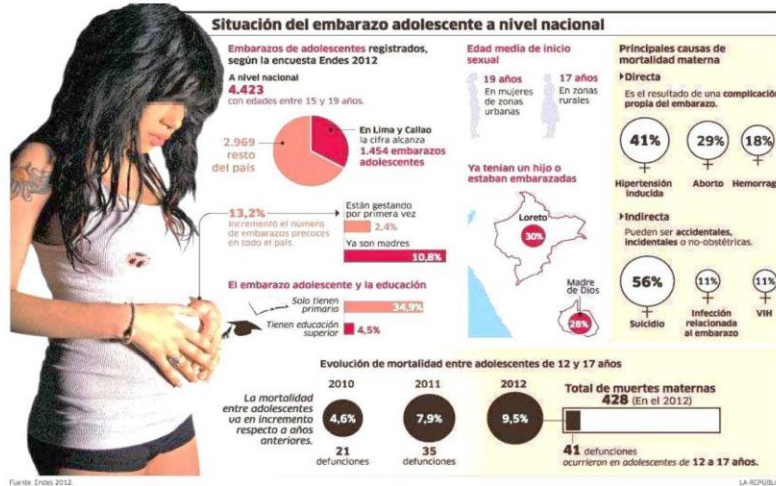 Situación del embarazo adolescente a nivel nacional
Embarazos de adolescentes registrados,
según la encuesta Endes 2012
A nivel nacional
4.423
con edades entre 15 y 19 años.
2.969
resto
del país
En Lima y Callao
la cifra alcanza
1.454 embarazos
adolescentes
13,2%
Incrementó el número
de embarazos precoces
en todo el país.
Están gestando
por primera vez
2,4%
Ya son madres
10,8%
El embarazo adolescente y la educación
Solo tienen
primaria
34,9%
Tienen educación
superior
4,5%
Edad media de inicio
sexual
19 años
En mujeres
de zonas
urbanas
17 años
En zonas
rurales
Ya tenían un hijo o
estaban embarazadas
Loreto
30%
Madre
de Dios
28%
Principales causas de
mortalidad materna
Directa
Es el resultado de una complicación
propia del embarazo.
41%
Hipertensión
inducida
29%
Aborto
18%
Hemorrag
Indirecta
Pueden ser accidentales,
incidentales o no-obstétricas.
56%
Suicidio
11%
Infección
relacionada
al embarazo
11%
VIH
Evolución de mortalidad entre adolescentes de 12 y 17 años
La mortalidad
entre adolescentes
va en incremento
respecto a años
anteriores.
2010
4,6%
21
defunciones
2011
7,9%
35
defunciones
2012
9,5%
Total de muertes maternas
428 (En el 2012)
41 defunciones
ocurrieron en adolescentes de 12 a 17 años.
Fuente: Endes 2012.
LA REPÚBL